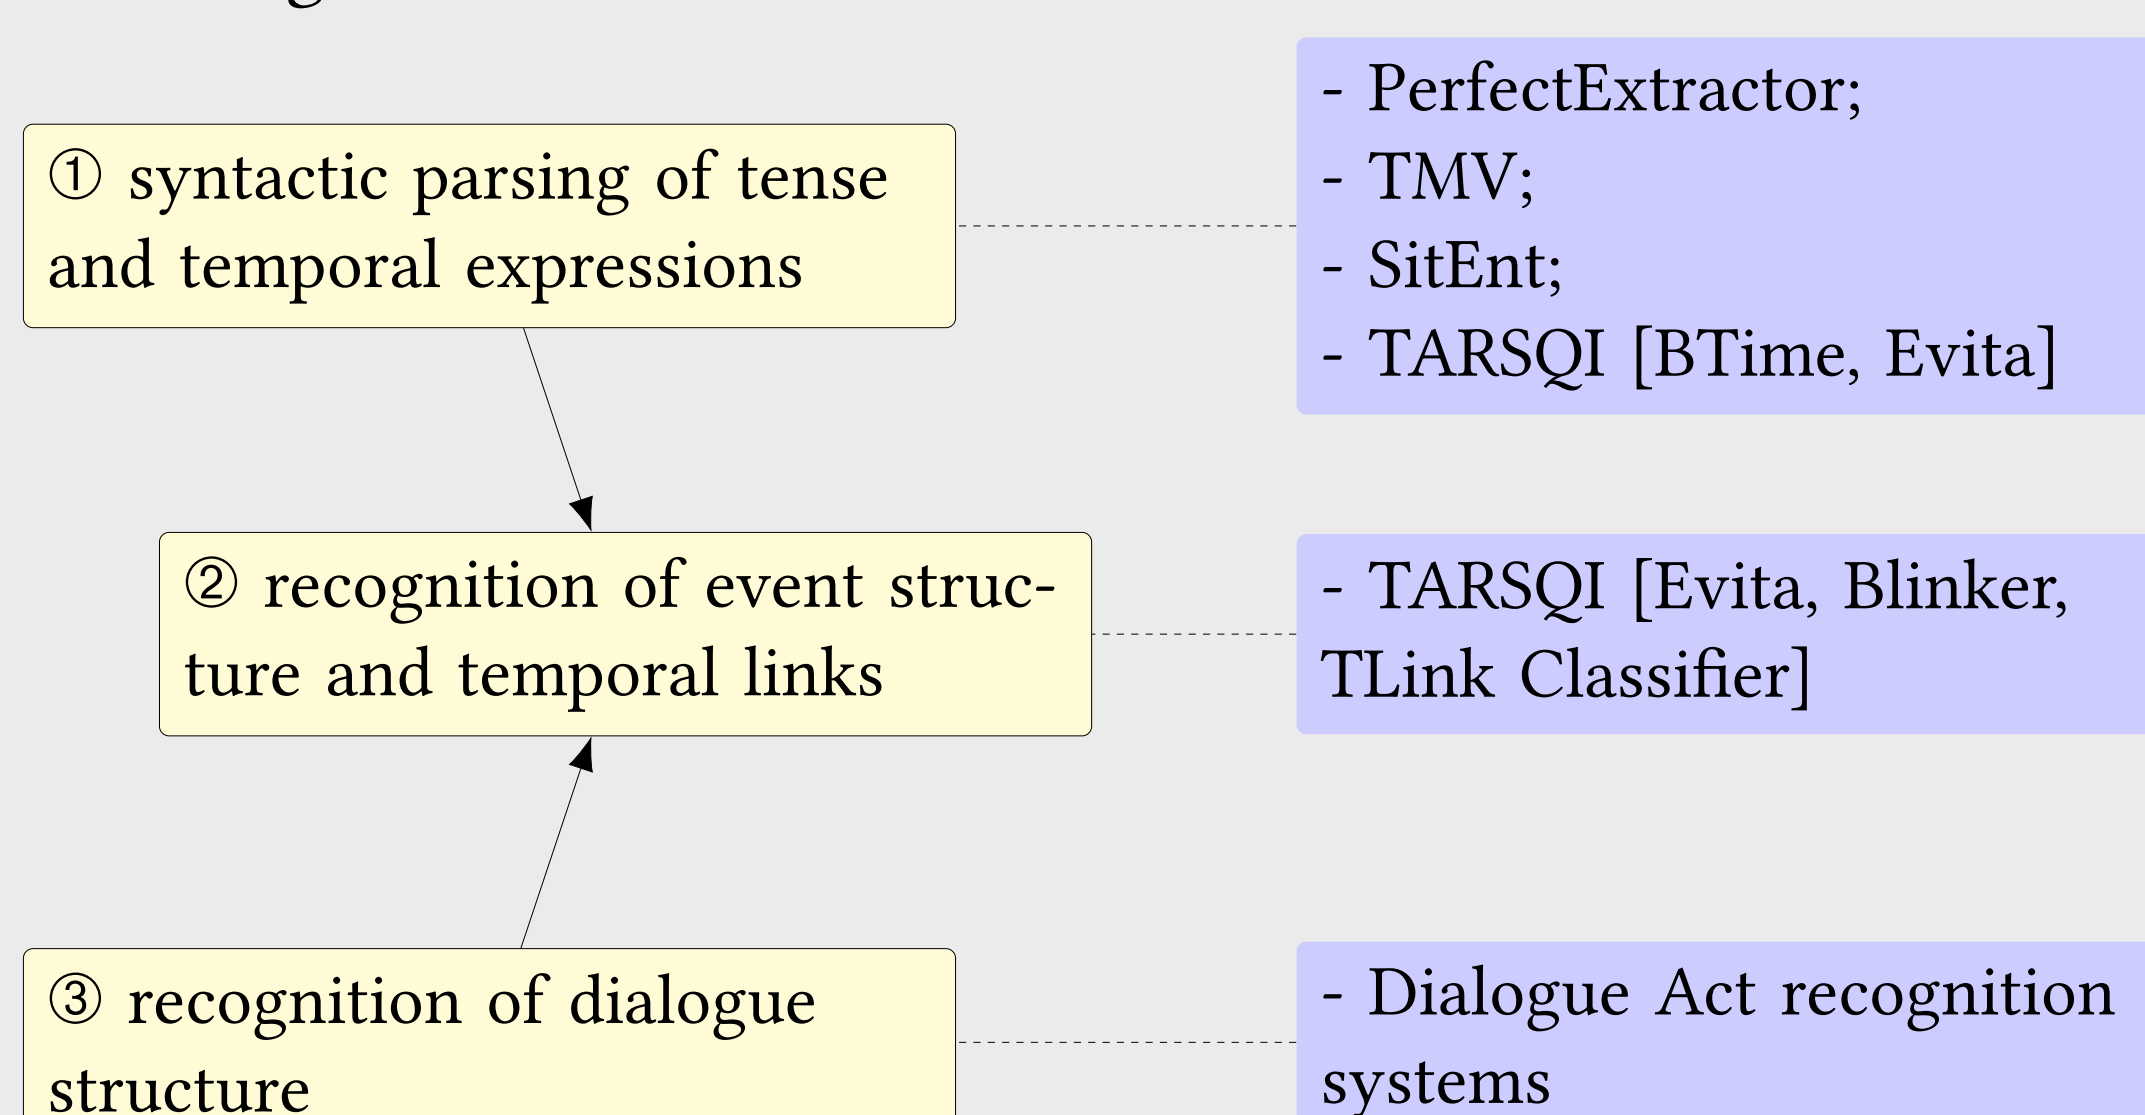 ① syntactic parsing of tense
and temporal expressions
- PerfectExtractor;
- TMV;
- SitEnt;
- TARSQI [BTime, Evita]
② recognition of event struc-
ture and temporal links
- TARSQI [Evita, Blinker,
TLink Classifier]
③ recognition of dialogue
structure
- Dialogue Act recognition
systems